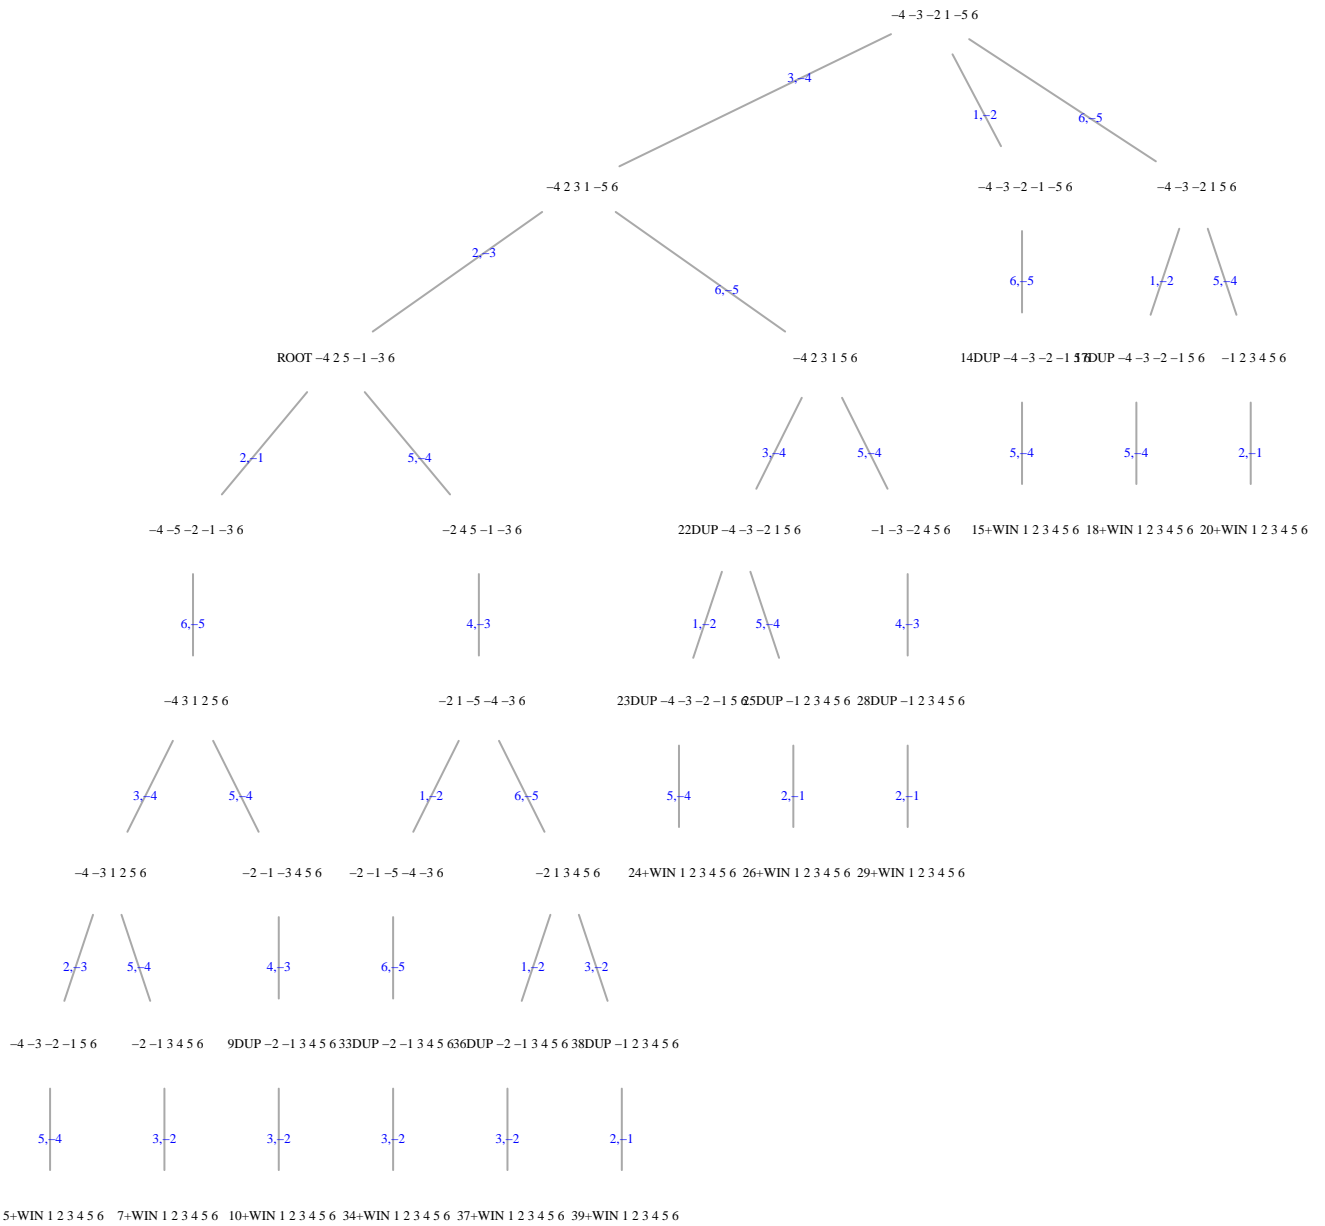 −4 −3 −2 1 −5 6
3,−4
1,−2
6,−5
−4 2 3 1 −5 6
−4 −3 −2 −1 −5 6
−4 −3 −2 1 5 6
2,−3
6,−5
6,−5
1,−2
5,−4
ROOT −4 2 5 −1 −3 6
−4 2 3 1 5 6
14DUP −4 −3 −2 −1 5 6
17DUP −4 −3 −2 −1 5 6
−1 2 3 4 5 6
2,−1
5,−4
3,−4
5,−4
5,−4
5,−4
2,−1
−4 −5 −2 −1 −3 6
−2 4 5 −1 −3 6
22DUP −4 −3 −2 1 5 6
−1 −3 −2 4 5 6
15+WIN 1 2 3 4 5 6
18+WIN 1 2 3 4 5 6
20+WIN 1 2 3 4 5 6
6,−5
4,−3
1,−2
5,−4
4,−3
−4 3 1 2 5 6
−2 1 −5 −4 −3 6
23DUP −4 −3 −2 −1 5 6
25DUP −1 2 3 4 5 6
28DUP −1 2 3 4 5 6
3,−4
5,−4
1,−2
6,−5
5,−4
2,−1
2,−1
−4 −3 1 2 5 6
−2 −1 −3 4 5 6
−2 −1 −5 −4 −3 6
−2 1 3 4 5 6
24+WIN 1 2 3 4 5 6
26+WIN 1 2 3 4 5 6
29+WIN 1 2 3 4 5 6
2,−3
5,−4
4,−3
6,−5
1,−2
3,−2
−4 −3 −2 −1 5 6
−2 −1 3 4 5 6
9DUP −2 −1 3 4 5 6
33DUP −2 −1 3 4 5 6
36DUP −2 −1 3 4 5 6
38DUP −1 2 3 4 5 6
5,−4
3,−2
3,−2
3,−2
3,−2
2,−1
5+WIN 1 2 3 4 5 6
7+WIN 1 2 3 4 5 6
10+WIN 1 2 3 4 5 6
34+WIN 1 2 3 4 5 6
37+WIN 1 2 3 4 5 6
39+WIN 1 2 3 4 5 6